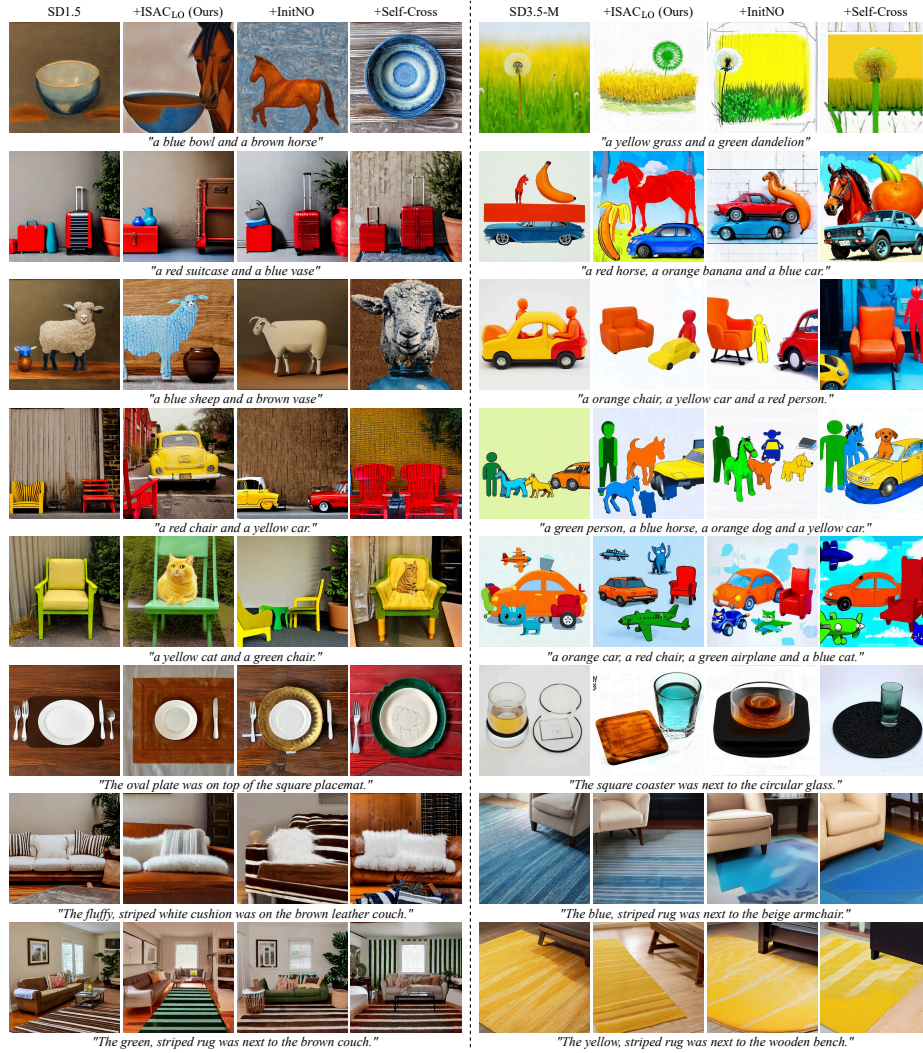 SD1.5 +ISAC_LO (Ours) +InitNO +Self-Cross SD3.5-M +ISAC_LO (Ours) +InitNO +Self-Cross
"a blue bowl and a brown horse" "a yellow grass and a green dandelion"
"a red suitcase and a blue vase" "a red horse, a orange banana and a blue car."
"a blue sheep and a brown vase" "a orange chair, a yellow car and a red person."
"a red chair and a yellow car." "a green person, a blue horse, a orange dog and a yellow car."
"a yellow cat and a green chair." "a orange car, a red chair, a green airplane and a blue cat."
"The oval plate was on top of the square placemat." "The square coaster was next to the circular glass."
"The fluffy, striped white cushion was on the brown leather couch." "The blue, striped rug was next to the beige armchair."
"The green, striped rug was next to the brown couch." "The yellow, striped rug was next to the wooden bench."